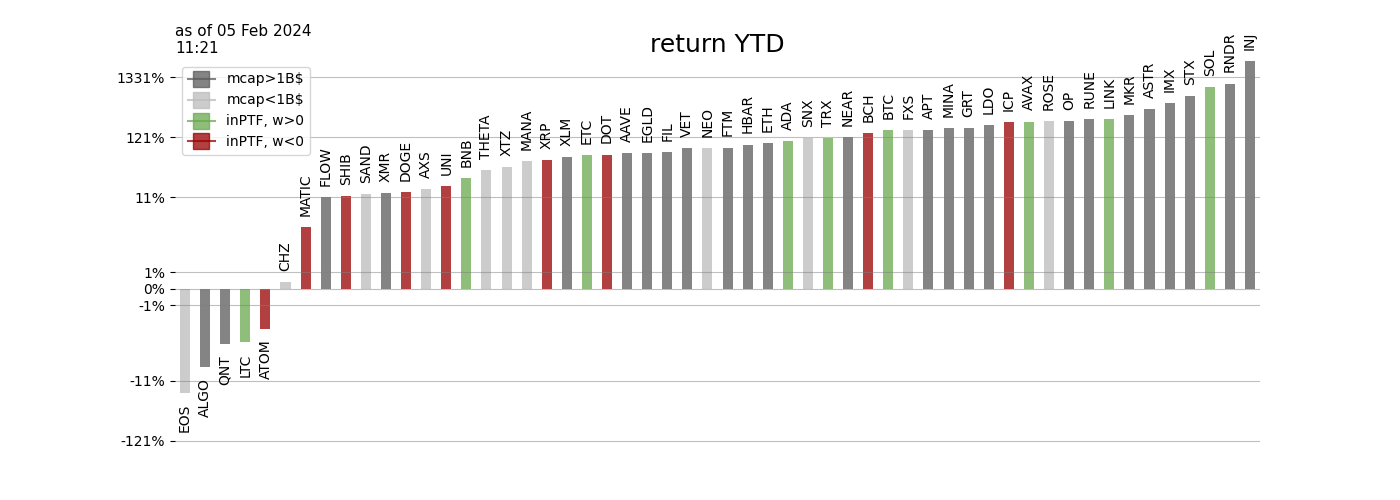 as of 05 Feb 2024
11:21
return YTD
mcap>1B$
mcap<1B$
inPTF, w>0
inPTF, w<0
1331%
121%
11%
1%
0%
-1%
-11%
-121%
EOS
ALGO
QNT
LTC
ATOM
CHZ
MATIC
FLOW
SHIB
SAND
XMR
DOGE
AXS
UNI
BNB
THETA
XTZ
MANA
XRP
XLM
ETC
DOT
AAVE
EGLD
FIL
VET
NEO
FTM
HBAR
ETH
ADA
SNX
TRX
NEAR
BCH
BTC
FXS
APT
MINA
GRT
LDO
ICP
AVAX
ROSE
OP
RUNE
LINK
MKR
ASTR
IMX
STX
SOL
RNDR
INJ